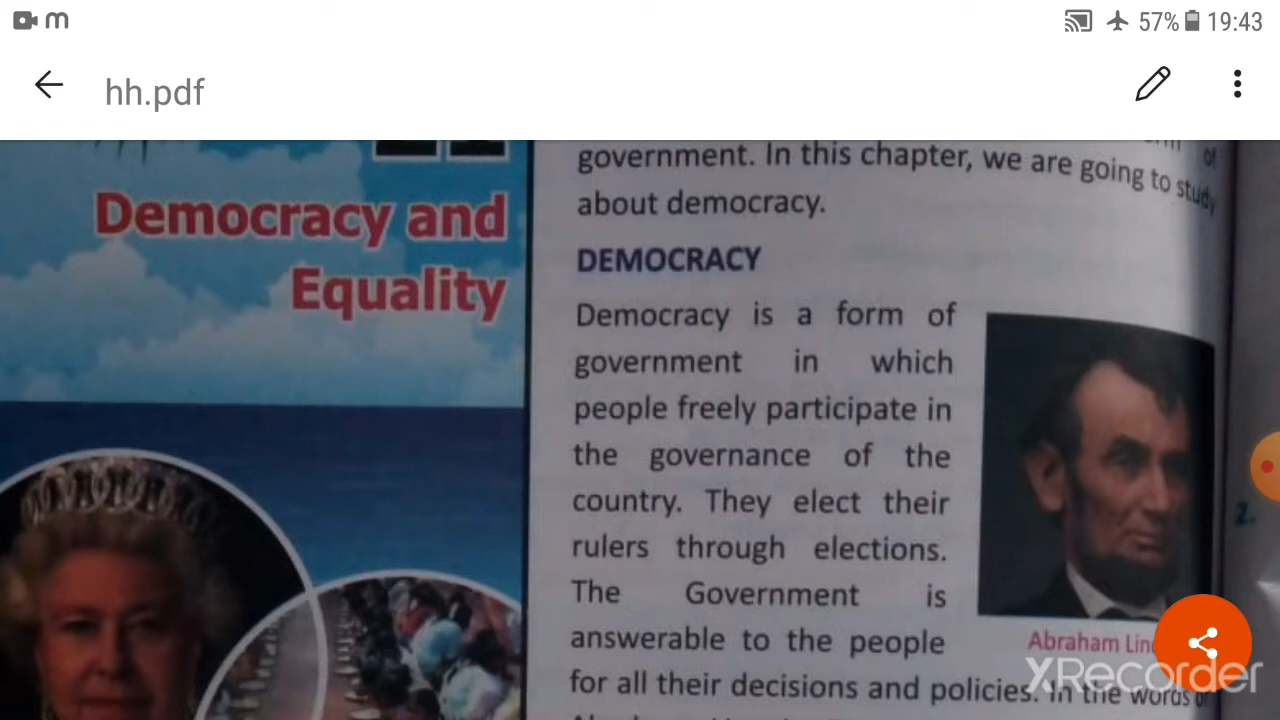 m 57% 19:43
hh.pdf
Democracy and
Equality
government. In this chapter, we are going to study
about democracy.
DEMOCRACY
Democracy is a form of
government in which
people freely participate in
the governance of the
country. They elect their
rulers through elections.
The Government is
answerable to the people
for all their decisions and policies. In the words of
Abraham
2.
XRecorder